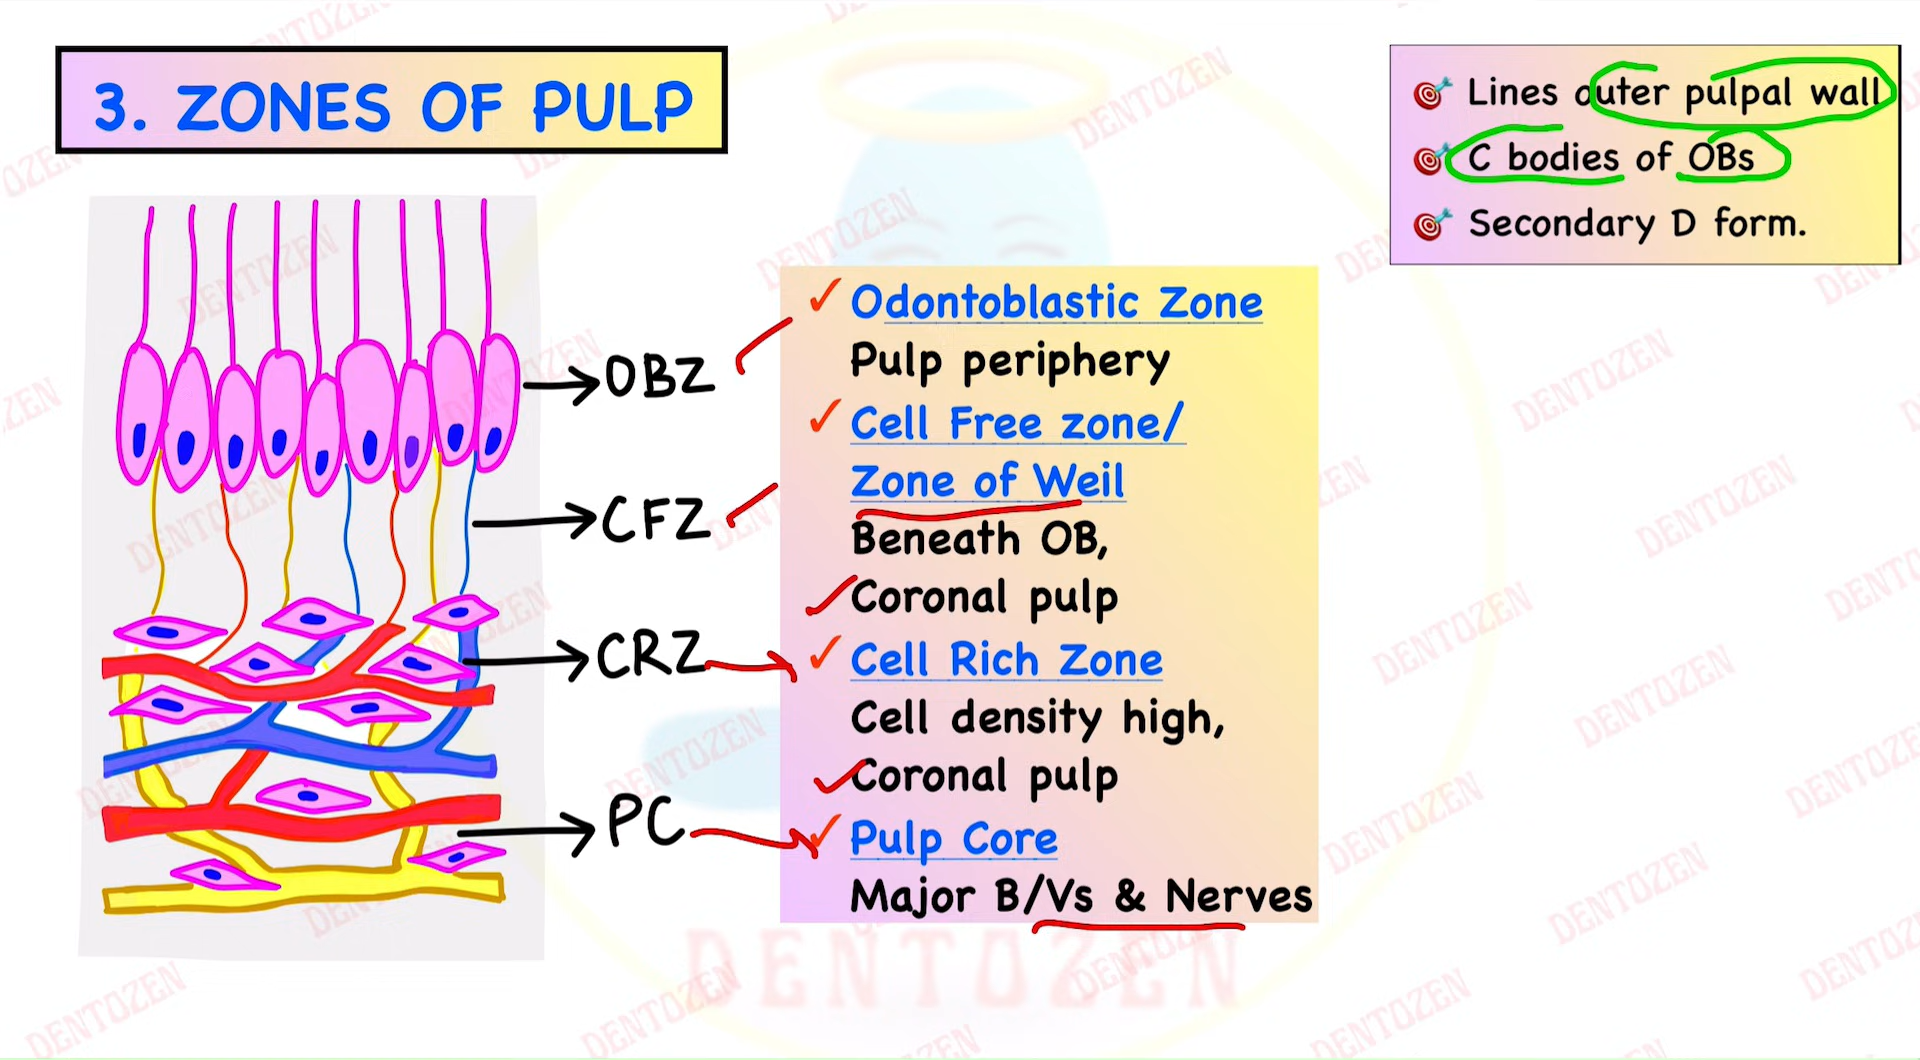 3. ZONES OF PULP
Lines outer pulpal wall
C bodies of OBs
Secondary D form.
OBZ
CFZ
CRZ
PC
Odontoblastic Zone
Pulp periphery
Cell Free zone/
Zone of Weil
Beneath OB,
Coronal pulp
Cell Rich Zone
Cell density high,
Coronal pulp
Pulp Core
Major B/Vs & Nerves
DENTOZEN